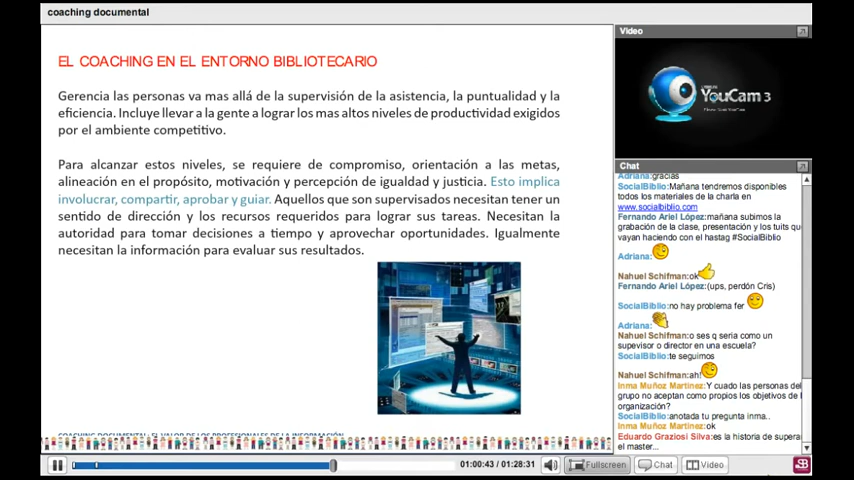 coaching documental
EL COACHING EN EL ENTORNO BIBLIOTECARIO
Gerencia las personas va mas allá de la supervisión de la asistencia, la puntualidad y la
eficiencia. Incluye llevar a la gente a lograr los mas altos niveles de productividad exigidos
por el ambiente competitivo.
Para alcanzar estos niveles, se requiere de compromiso, orientación a las metas,
alineación en el propósito, motivación y percepción de igualdad y justicia. Esto implica
involucrar, compartir, aprobar y guiar. Aquellos que son supervisados necesitan tener un
sentido de dirección y los recursos requeridos para lograr sus tareas. Necesitan la
autoridad para tomar decisiones a tiempo y aprovechar oportunidades. Igualmente
necesitan la información para evaluar sus resultados.
COACHING DOCUMENTAL: EL VALOR DE LOS PROFESIONALES DE LA INFORMACIÓN
Video
YouCam 3
Chat
Adriana:gracias
SocialBiblio:Mañana tendremos disponibles
todos los materiales de la charla en
www.socialbiblio.com
Fernando Ariel López:mañana subimos la
grabación de la clase, presentación y los tuits que
vayan haciendo con el hastag #SocialBiblio
Adriana:
Nahuel Schifman:ok
Fernando Ariel López:(ups, perdón Cris)
SocialBiblio:no hay problema fer
Adriana:
Nahuel Schifman:o ses q seria como un
supevisor o director en una escuela?
SocialBiblio:te seguimos
Nahuel Schifman:ah!
Inma Muñoz Martinez:Y cuado las personas del
grupo no aceptan como propios los objetivos de l
organización?
SocialBiblio:anotada tu pregunta inma..
Inma Muñoz Martinez:ok
Eduardo Graziosi Silva:es la historia de supera
el master...
01:00:43 / 01:28:31
Fullscreen
Chat
Video
SB